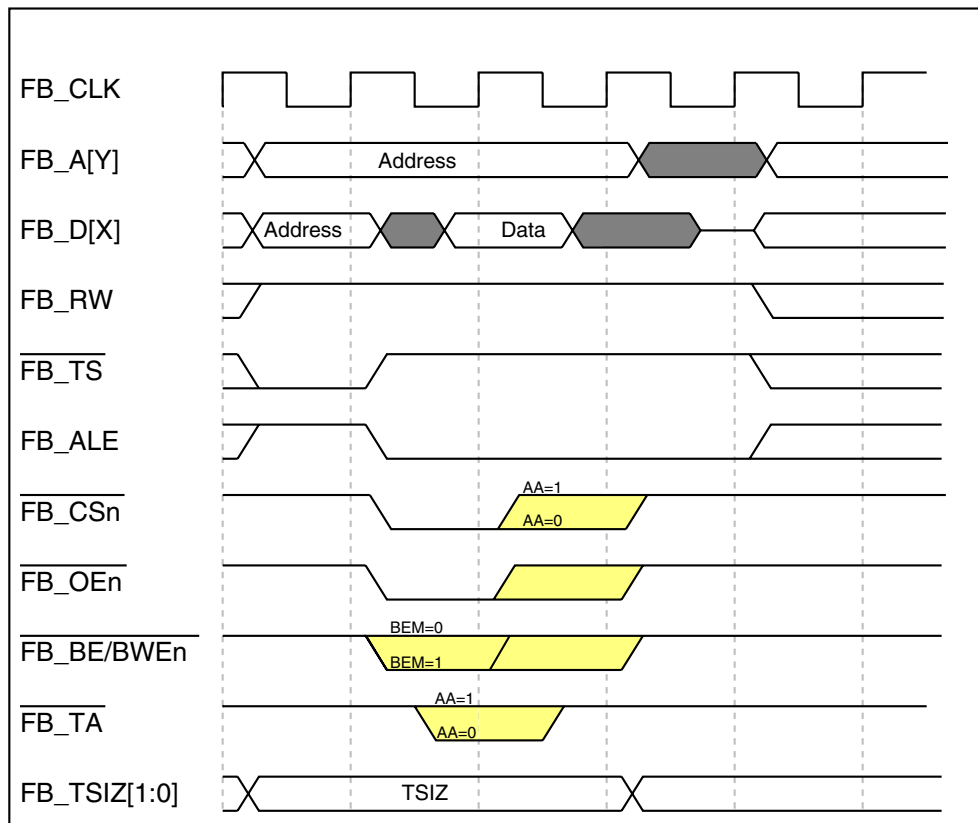 FB_CLK
FB_A[Y]
Address
FB_D[X]
Address
Data
FB_RW
FB_TS
FB_ALE
FB_CSn
AA=1
AA=0
FB_OEn
FB_BE/BWEn
BEM=0
BEM=1
FB_TA
AA=1
AA=0
FB_TSIZ[1:0]
TSIZ